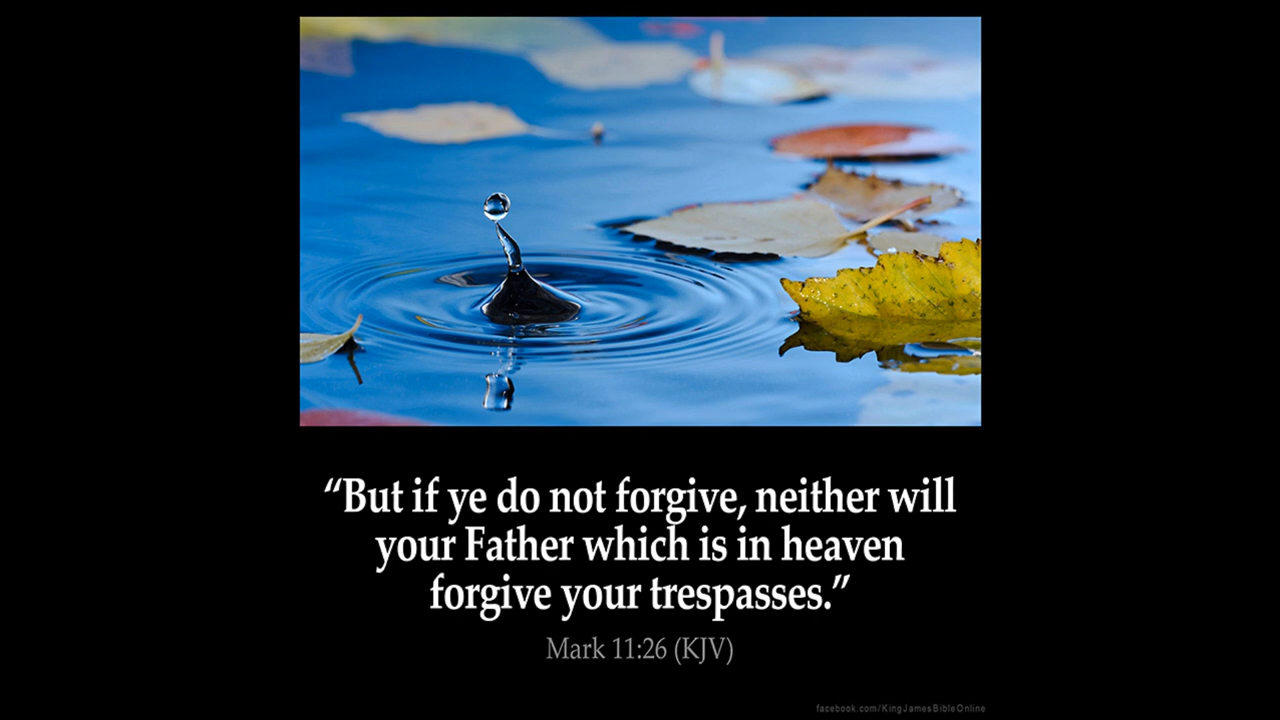 “But if ye do not forgive, neither will
your Father which is in heaven
forgive your trespasses.”
Mark 11:26 (KJV)
facebook.com/KingJamesBibleOnline